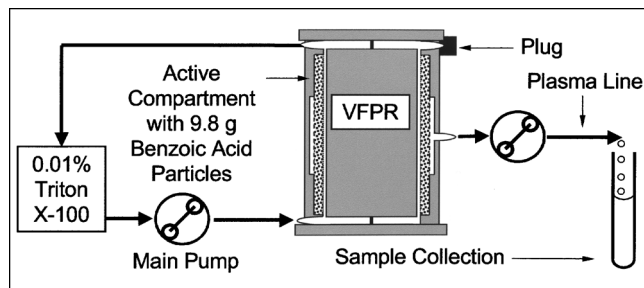 Plug
Plasma Line
Active
Compartment
with 9.8 g
Benzoic Acid
Particles
VFPR
0.01%
Triton
X-100
Main Pump
Sample Collection